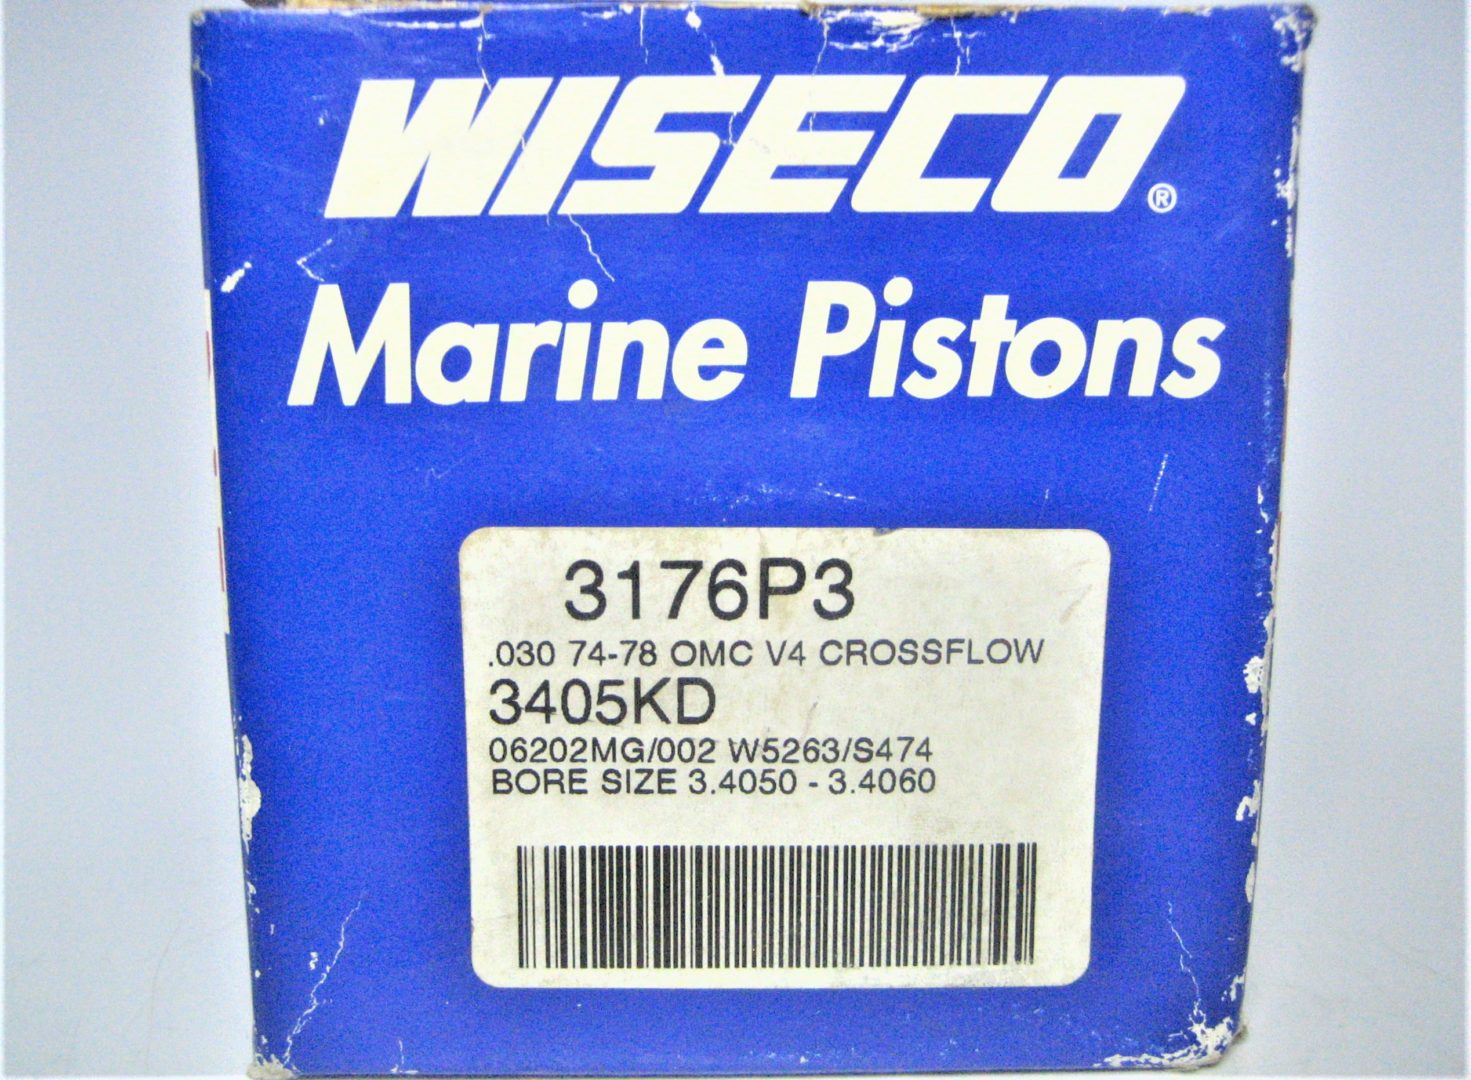 WISECO®
Marine Pistons
3176P3
.030 74-78 OMC V4 CROSSFLOW
3405KD
06202MG/002 W5263/S474
BORE SIZE 3.4050 - 3.4060